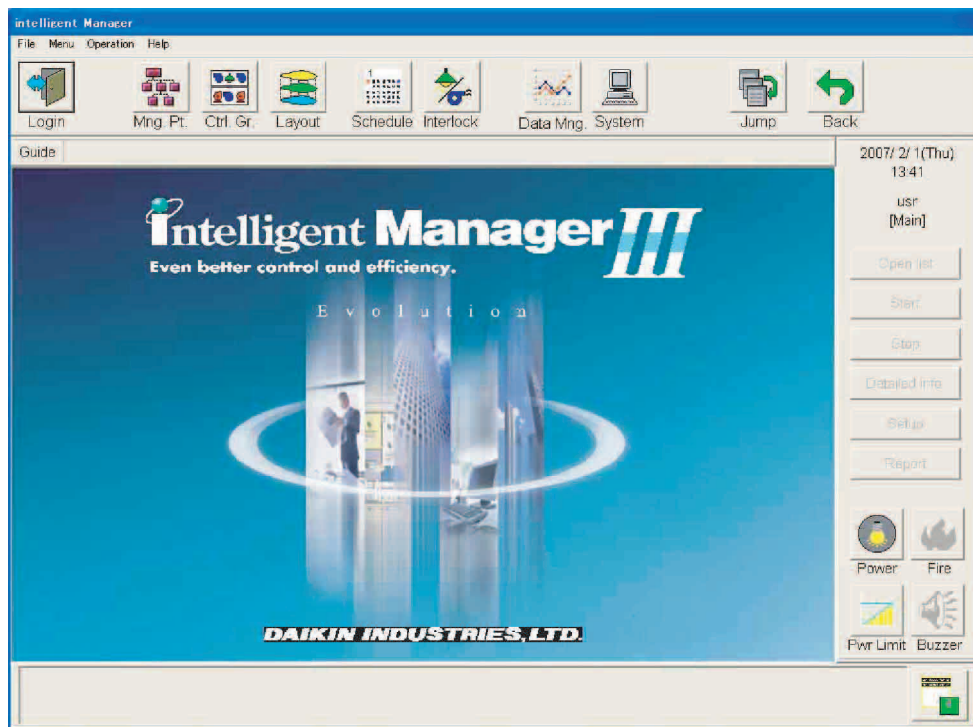 intelligent Manager
File Menu Operation Help
Login Mng. Pt. Ctrl. Gr. Layout Schedule Interlock Data Mng. System Jump Back
Guide
2007/ 2/ 1(Thu)
13:41
usr
[Main]
intelligent Manager III
Even better control and efficiency.
Evolution
Open list
Start
Stop
Detailed info
Setup
Report
Power Fire
Pwr Limit Buzzer
DAIKIN INDUSTRIES, LTD.